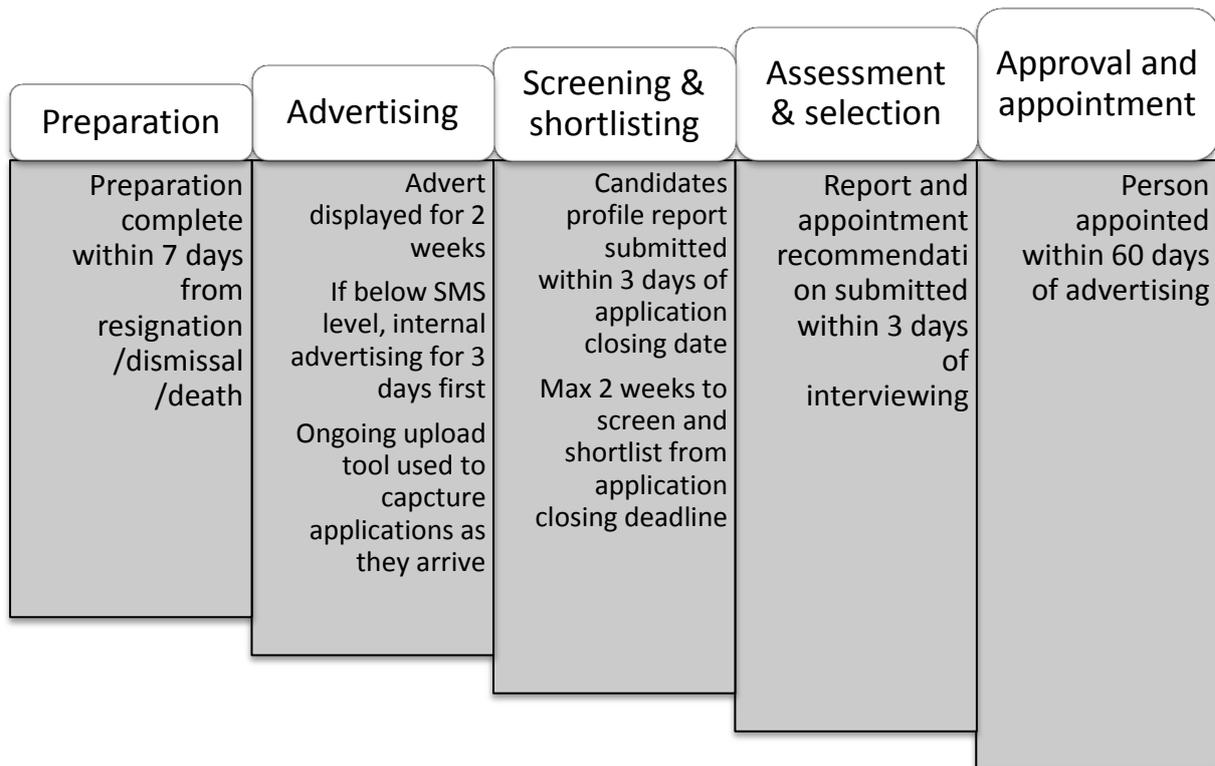 Preparation
Preparation
complete
within 7 days
from
resignation
/dismissal
/death
Advertising
Advert
displayed for 2
weeks
If below SMS
level, internal
advertising for 3
days first
Ongoing upload
tool used to
capcture
applications as
they arrive
Screening &
shortlisting
Candidates
profile report
submitted
within 3 days of
application
closing date
Max 2 weeks to
screen and
shortlist from
application
closing deadline
Assessment
& selection
Report and
appointment
recommendati
on submitted
within 3 days
of
interviewing
Approval and
appointment
Person
appointed
within 60 days
of advertising